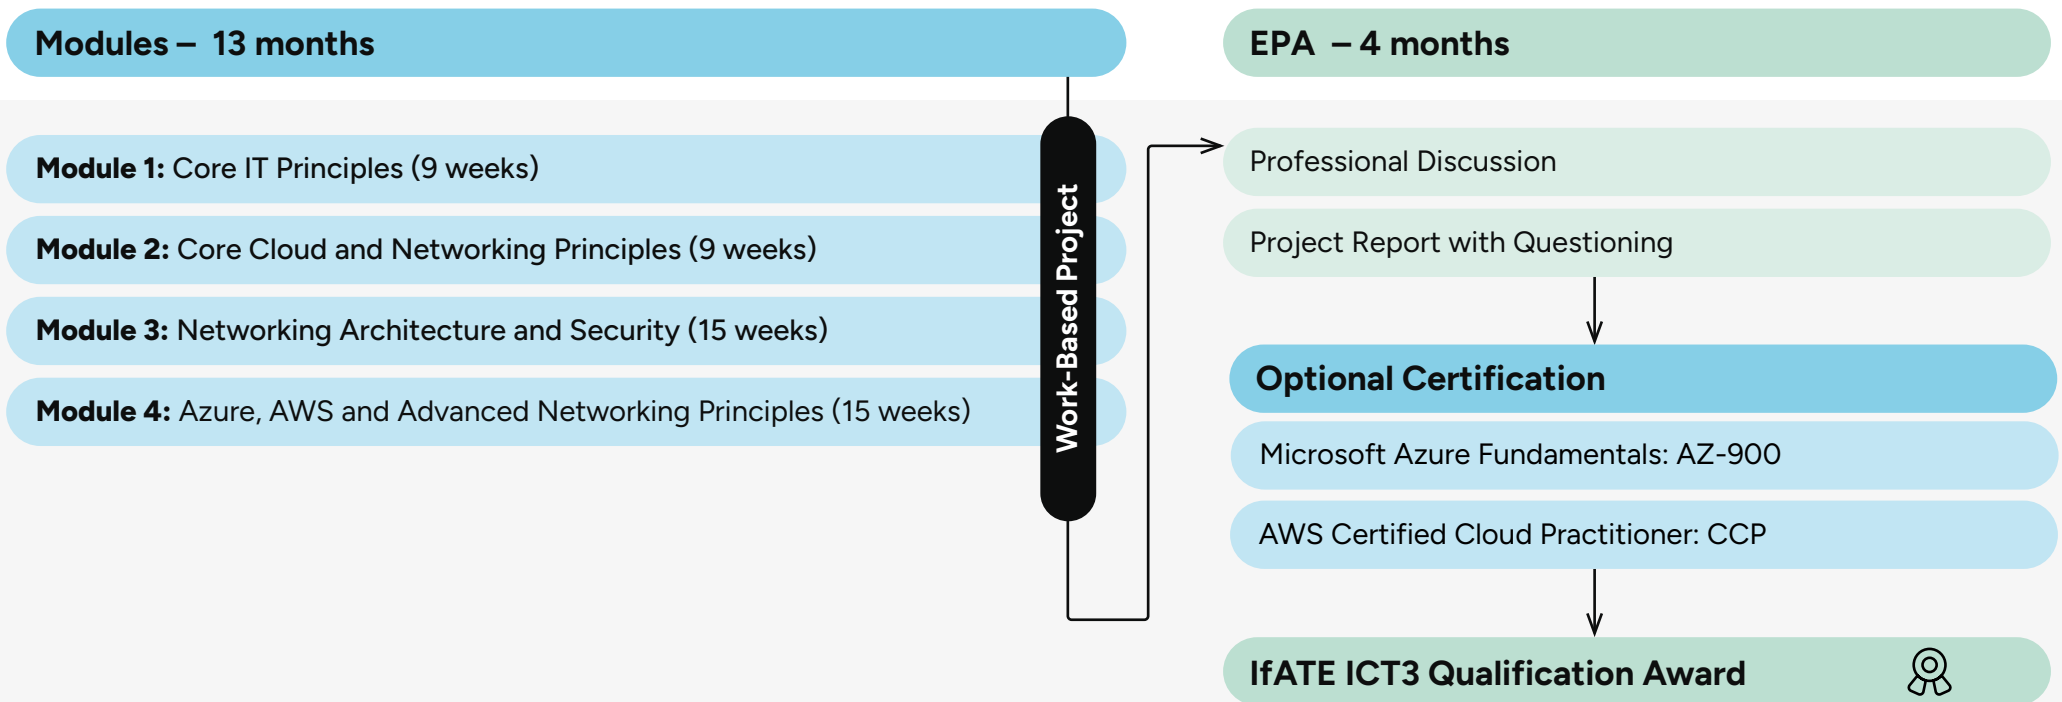 Modules – 13 months
Module 1: Core IT Principles (9 weeks)
Module 2: Core Cloud and Networking Principles (9 weeks)
Module 3: Networking Architecture and Security (15 weeks)
Module 4: Azure, AWS and Advanced Networking Principles (15 weeks)
Work-Based Project
EPA – 4 months
Professional Discussion
Project Report with Questioning
Optional Certification
Microsoft Azure Fundamentals: AZ-900
AWS Certified Cloud Practitioner: CCP
IfATE ICT3 Qualification Award